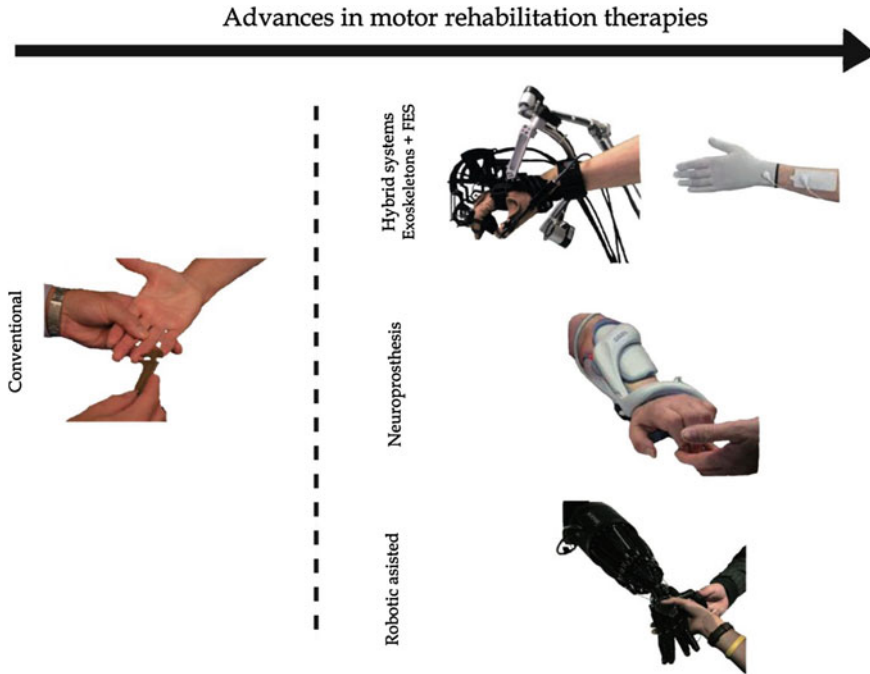 Advances in motor rehabilitation therapies
Conventional
Hybrid systems
Exoskeletons + FES
Neuroprosthesis
Robotic asisted